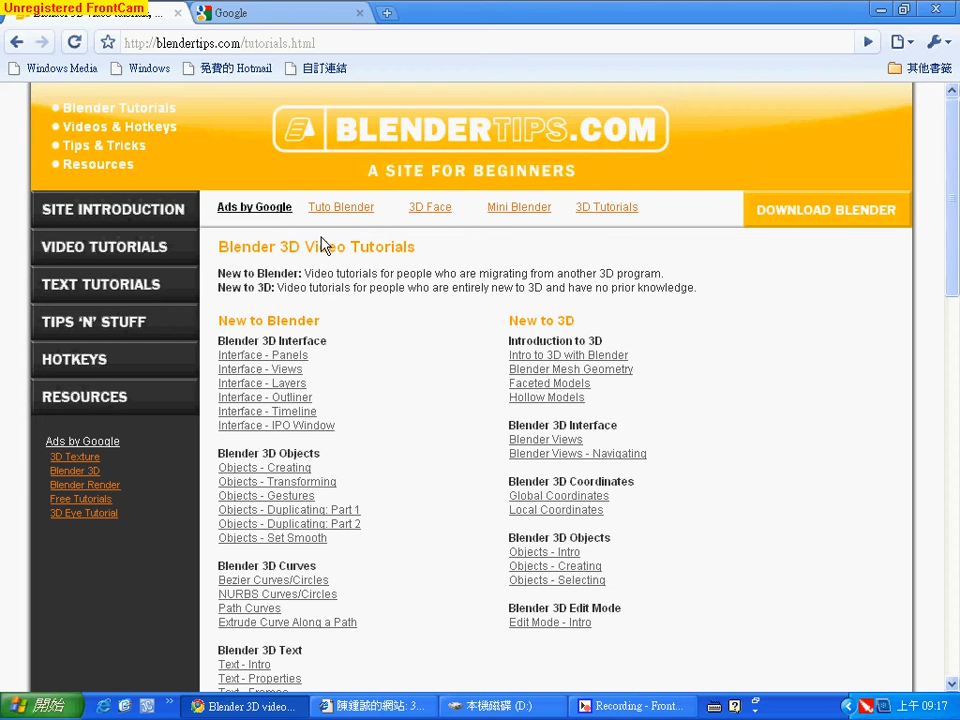 Unregistered FrontCam
Google
http://blendertips.com/tutorials.html
Windows Media
Windows
免費的 Hotmail
自訂連結
其他書籤
Blender Tutorials
Videos & Hotkeys
Tips & Tricks
Resources
BLENDERTIPS.COM
A SITE FOR BEGINNERS
SITE INTRODUCTION
VIDEO TUTORIALS
TEXT TUTORIALS
TIPS ‘N’ STUFF
HOTKEYS
RESOURCES
Ads by Google
3D Texture
Blender 3D
Blender Render
Free Tutorials
3D Eye Tutorial
Ads by Google Tuto Blender 3D Face Mini Blender 3D Tutorials
DOWNLOAD BLENDER
Blender 3D Video Tutorials
New to Blender: Video tutorials for people who are migrating from another 3D program.
New to 3D: Video tutorials for people who are entirely new to 3D and have no prior knowledge.
New to Blender
Blender 3D Interface
Interface - Panels
Interface - Views
Interface - Layers
Interface - Outliner
Interface - Timeline
Interface - IPO Window
Blender 3D Objects
Objects - Creating
Objects - Transforming
Objects - Gestures
Objects - Duplicating: Part 1
Objects - Duplicating: Part 2
Objects - Set Smooth
Blender 3D Curves
Bezier Curves/Circles
NURBS Curves/Circles
Path Curves
Extrude Curve Along a Path
Blender 3D Text
Text - Intro
Text - Properties
New to 3D
Introduction to 3D
Intro to 3D with Blender
Blender Mesh Geometry
Faceted Models
Hollow Models
Blender 3D Interface
Blender Views
Blender Views - Navigating
Blender 3D Coordinates
Global Coordinates
Local Coordinates
Blender 3D Objects
Objects - Intro
Objects - Creating
Objects - Selecting
Blender 3D Edit Mode
Edit Mode - Intro
開始
Blender 3D video...
陳鍾誠的網站: 3...
本機磁碟 (D:)
Recording - Front...
上午 09:17